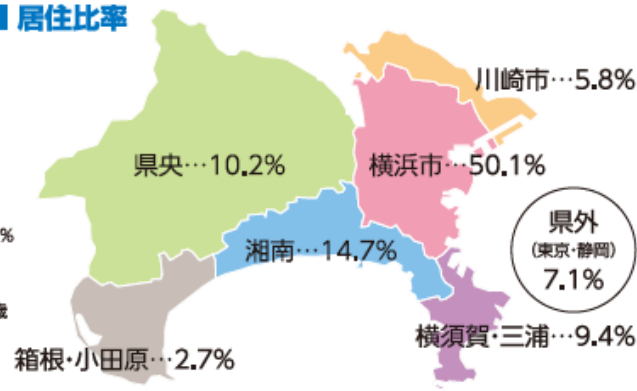 居住比率
川崎市…5.8%
県央…10.2%
横浜市…50.1%
県外
(東京・静岡)
7.1%
%
湘南…14.7%
歳
横須賀・三浦…9.4%
箱根・小田原…2.7%